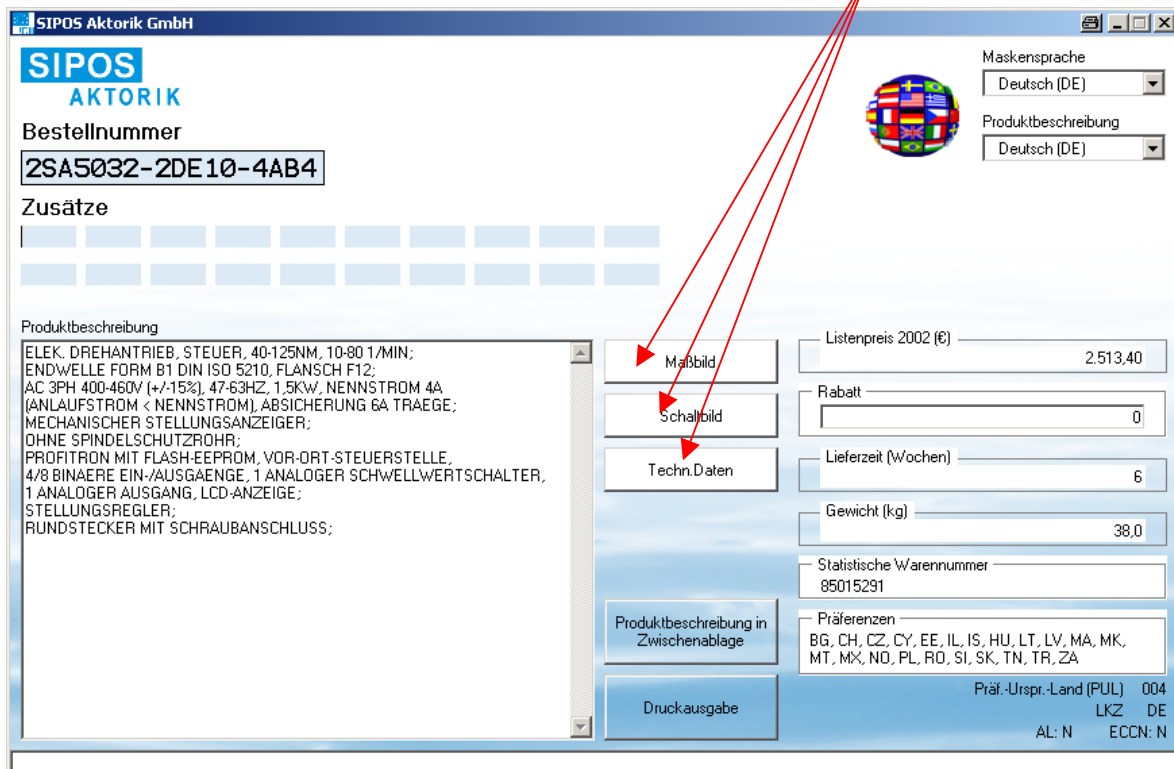 SIPOS Aktorik GmbH
SIPOS
AKTORIK
Maskensprache
Deutsch (DE)
Produktbeschreibung
Deutsch (DE)
Bestellnummer
2SA5032-2DE10-4AB4
Zusätze
Produktbeschreibung
ELEK. DREHANTRIEB, STEUER, 40-125NM, 10-80 1/MIN;
ENDWELLE FORM B1 DIN ISO 5210, FLANSCH F12;
AC 3PH 400-460V (+/-15%), 47-63HZ, 1,5KW, NENNSTROM 4A
(ANLAUFSTROM < NENNSTROM), ABSICHERUNG 6A TRAEGE;
MECHANISCHER STELLUNGSANZEIGER;
OHNE SPINDELSCHUTZROHR;
PROFITRON MIT FLASH-EEPROM, VOR-ORT-STEUERSTELLE,
4/8 BINAERE EIN-/AUSGAENGE, 1 ANALOGER SCHWELLWERTSCHALTER,
1 ANALOGER AUSGANG, LCD-ANZEIGE;
STELLUNGSREGLER;
RUNDSTECKER MIT SCHRAUBANSCHLUSS;
Maßbild
Schaltbild
Techn.Daten
Produktbeschreibung in
Zwischenablage
Druckausgabe
Listenpreis 2002 (€)
2.513,40
Rabatt
0
Lieferzeit (Wochen)
6
Gewicht (kg)
38,0
Statistische Warennummer
85015291
Präferenzen
BG, CH, CZ, CY, EE, IL, IS, HU, LT, LV, MA, MK,
MT, MX, NO, PL, RO, SI, SK, TN, TR, ZA
Präf.-Urspr.-Land (PUL) 004
LKZ DE
AL: N ECCN: N